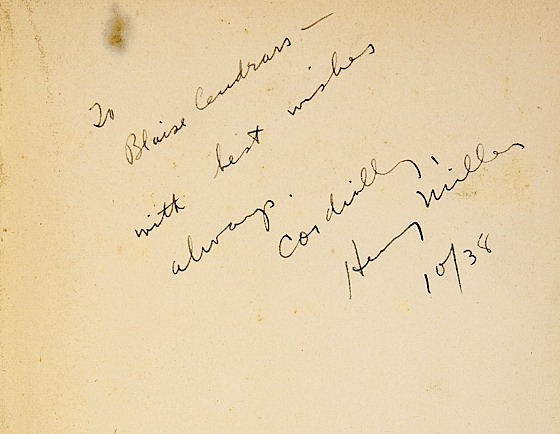 To
Blaise Cendrars —
with best wishes
always.
Cordially,
Henry Miller
10/38